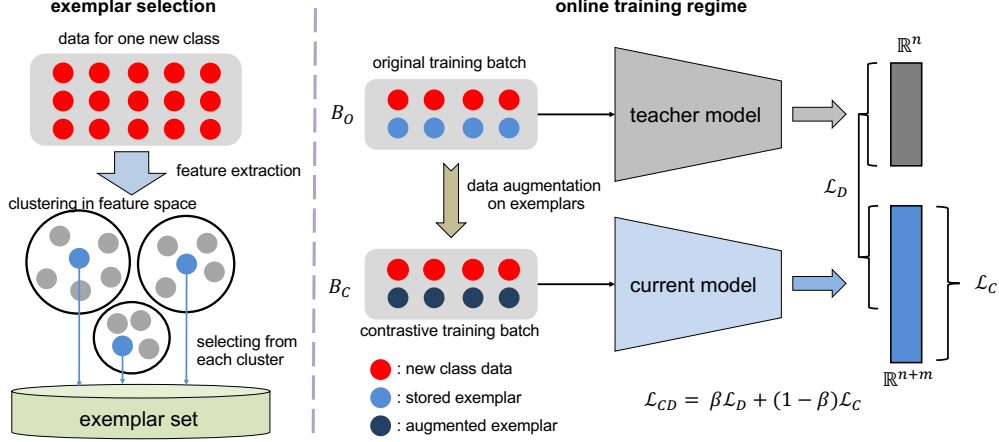 exemplar selection
data for one new class
feature extraction
clustering in feature space
selecting from
each cluster
exemplar set
online training regime
original training batch
B_O
teacher model
ℝ^n
data augmentation
on exemplars
ℒ_D
B_C
current model
ℒ_C
contrastive training batch
ℝ^{n+m}
: new class data
: stored exemplar
: augmented exemplar
ℒ_{CD} = βℒ_D + (1 − β)ℒ_C